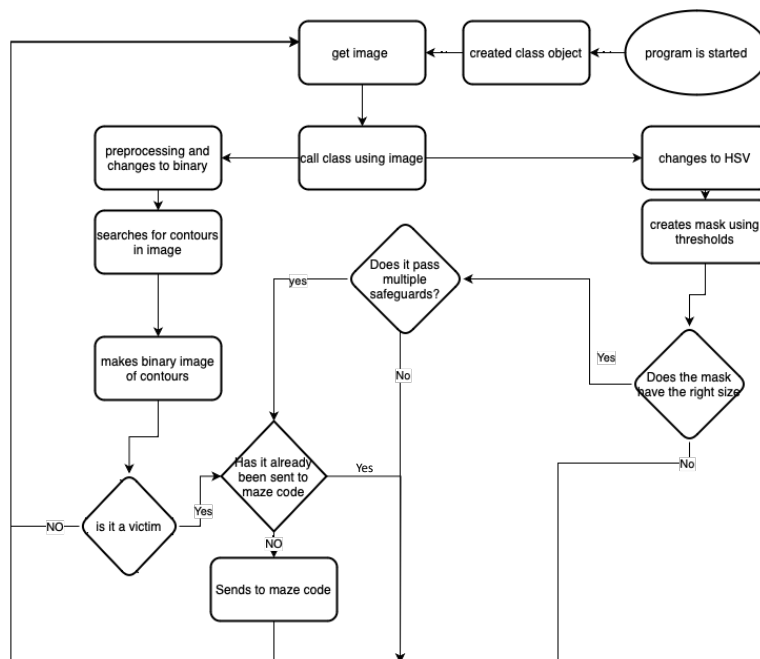 get image
created class object
program is started
preprocessing and
changes to binary
call class using image
changes to HSV
searches for contours
in image
creates mask using
thresholds
Does it pass
multiple
safeguards?
yes
No
makes binary image
of contours
Yes
Does the mask
have the right size
No
Has it already
been sent to
maze code
Yes
is it a victim
NO
Yes
NO
Sends to maze code